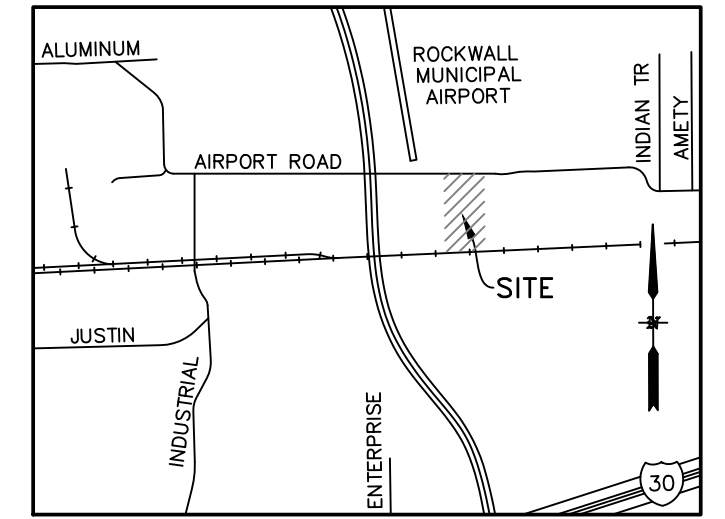 ALUMINUM
ROCKWALL
MUNICIPAL
AIRPORT
INDIAN TR
AMETY
AIRPORT ROAD
SITE
N
JUSTIN
INDUSTRIAL
ENTERPRISE
30